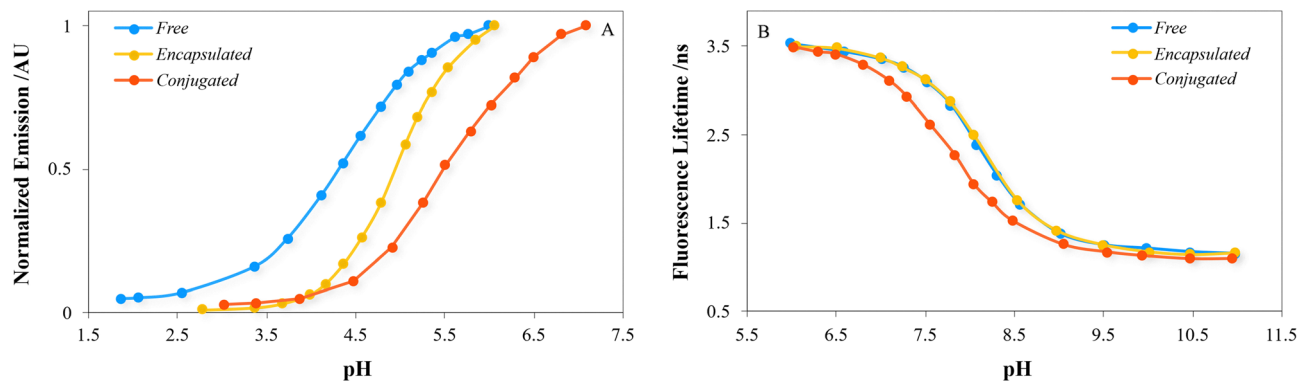 A
Free
Encapsulated
Conjugated
Normalized Emission /AU
1
0.5
0
1.5 2.5 3.5 4.5 5.5 6.5 7.5
pH
B
Free
Encapsulated
Conjugated
Fluorescence Lifetime /ns
3.5
2.5
1.5
0.5
5.5 6.5 7.5 8.5 9.5 10.5 11.5
pH